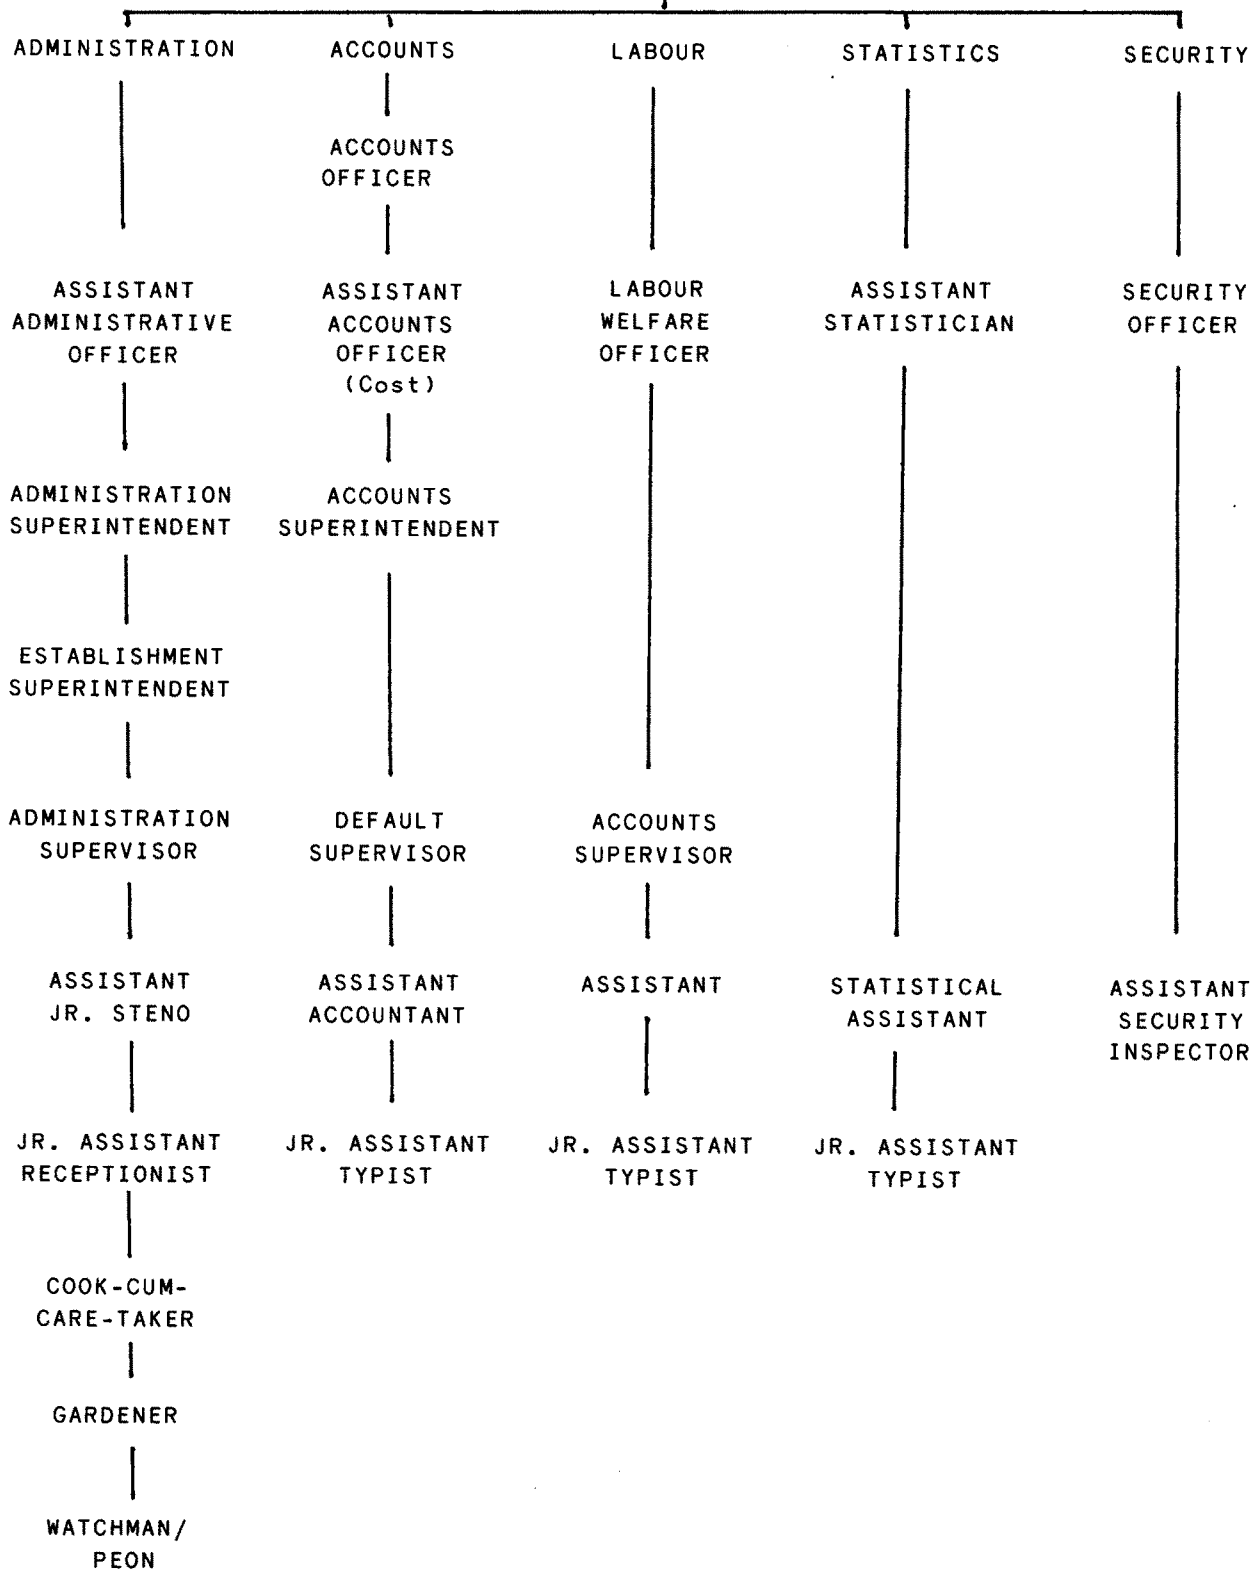 ADMINISTRATION
ACCOUNTS
LABOUR
STATISTICS
SECURITY
ACCOUNTS
OFFICER
ASSISTANT
ADMINISTRATIVE
OFFICER
ASSISTANT
ACCOUNTS
OFFICER
(Cost)
LABOUR
WELFARE
OFFICER
ASSISTANT
STATISTICIAN
SECURITY
OFFICER
ADMINISTRATION
SUPERINTENDENT
ACCOUNTS
SUPERINTENDENT
ESTABLISHMENT
SUPERINTENDENT
ADMINISTRATION
SUPERVISOR
DEFAULT
SUPERVISOR
ACCOUNTS
SUPERVISOR
ASSISTANT
JR. STENO
ASSISTANT
ACCOUNTANT
ASSISTANT
STATISTICAL
ASSISTANT
ASSISTANT
SECURITY
INSPECTOR
JR. ASSISTANT
RECEPTIONIST
JR. ASSISTANT
TYPIST
JR. ASSISTANT
TYPIST
JR. ASSISTANT
TYPIST
COOK-CUM-
CARE-TAKER
GARDENER
WATCHMAN/
PEON